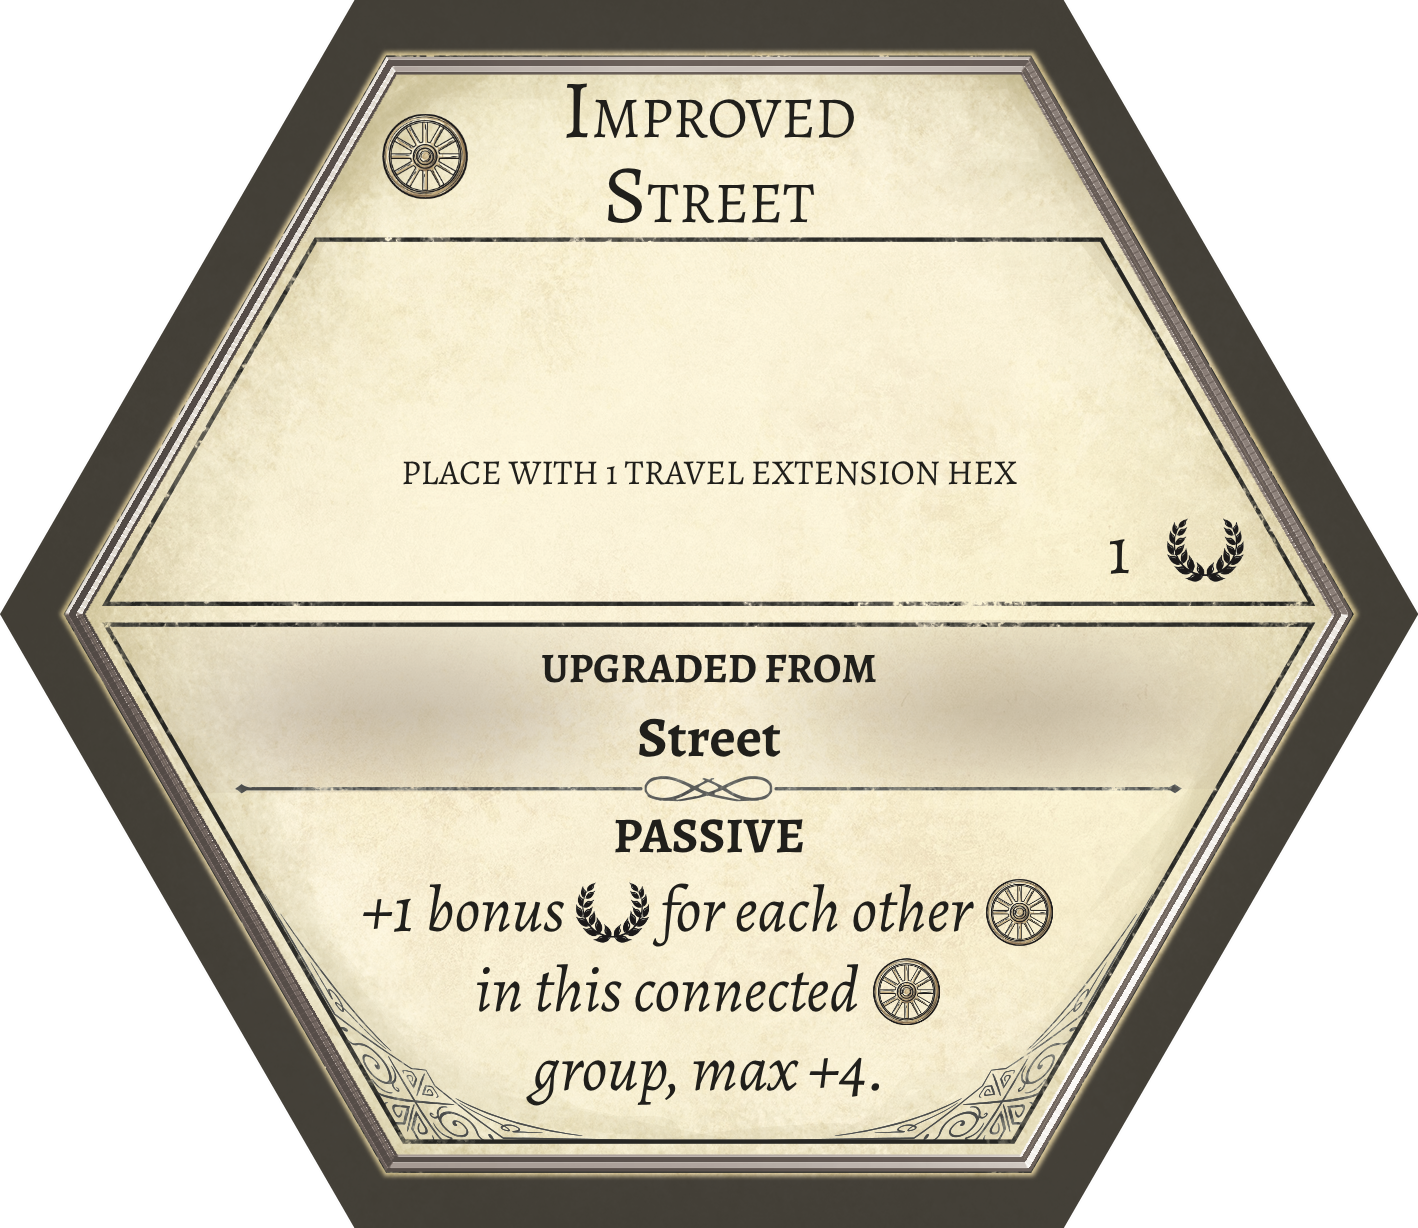 IMPROVED
STREET
PLACE WITH 1 TRAVEL EXTENSION HEX
1
UPGRADED FROM
Street
PASSIVE
+1 bonus for each other
in this connected
group, max +4.